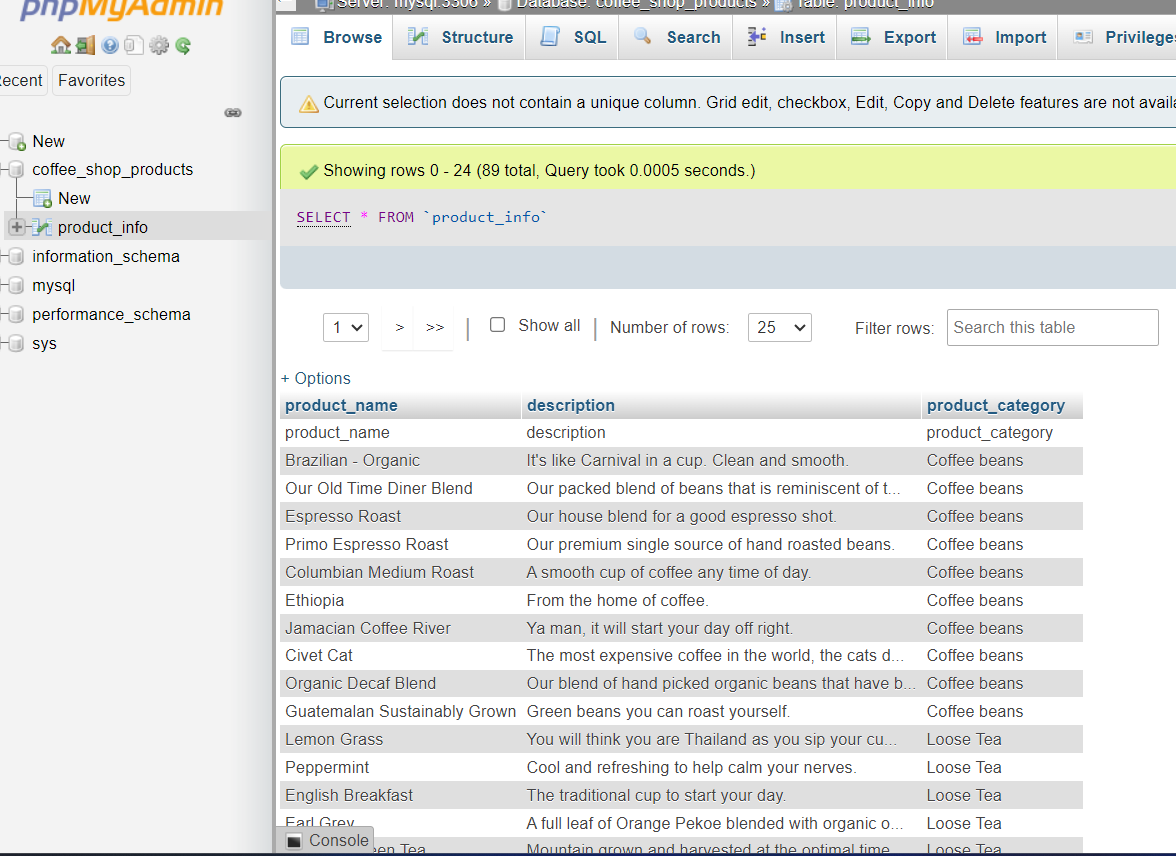 phpMyAdmin
Server: mysql:3306 » Database: coffee_shop_products » Table: product_info
Browse Structure SQL Search Insert Export Import
Favorites
New
coffee_shop_products
New
product_info
information_schema
mysql
performance_schema
sys
Current selection does not contain a unique column. Grid edit, checkbox, Edit, Copy and Delete features are not
Showing rows 0 - 24 (89 total, Query took 0.0005 seconds.)
SELECT * FROM `product_info`
1 > >> | Show all | Number of rows: 25 Filter rows: Search this table
+ Options
product_name description product_category
product_name description product_category
Brazilian - Organic It's like Carnival in a cup. Clean and smooth. Coffee beans
Our Old Time Diner Blend Our packed blend of beans that is reminiscent of t... Coffee beans
Espresso Roast Our house blend for a good espresso shot. Coffee beans
Primo Espresso Roast Our premium single source of hand roasted beans. Coffee beans
Columbian Medium Roast A smooth cup of coffee any time of day. Coffee beans
Ethiopia From the home of coffee. Coffee beans
Jamacian Coffee River Ya man, it will start your day off right. Coffee beans
Civet Cat The most expensive coffee in the world, the cats d... Coffee beans
Organic Decaf Blend Our blend of hand picked organic beans that have b... Coffee beans
Guatemalan Sustainably Grown Green beans you can roast yourself. Coffee beans
Lemon Grass You will think you are Thailand as you sip your cu... Loose Tea
Peppermint Cool and refreshing to help calm your nerves. Loose Tea
English Breakfast The traditional cup to start your day. Loose Tea
Earl Grey A full leaf of Orange Pekoe blended with organic o... Loose Tea
Console
Tea Mountain grown and harvested at the optimal time Loose Tea